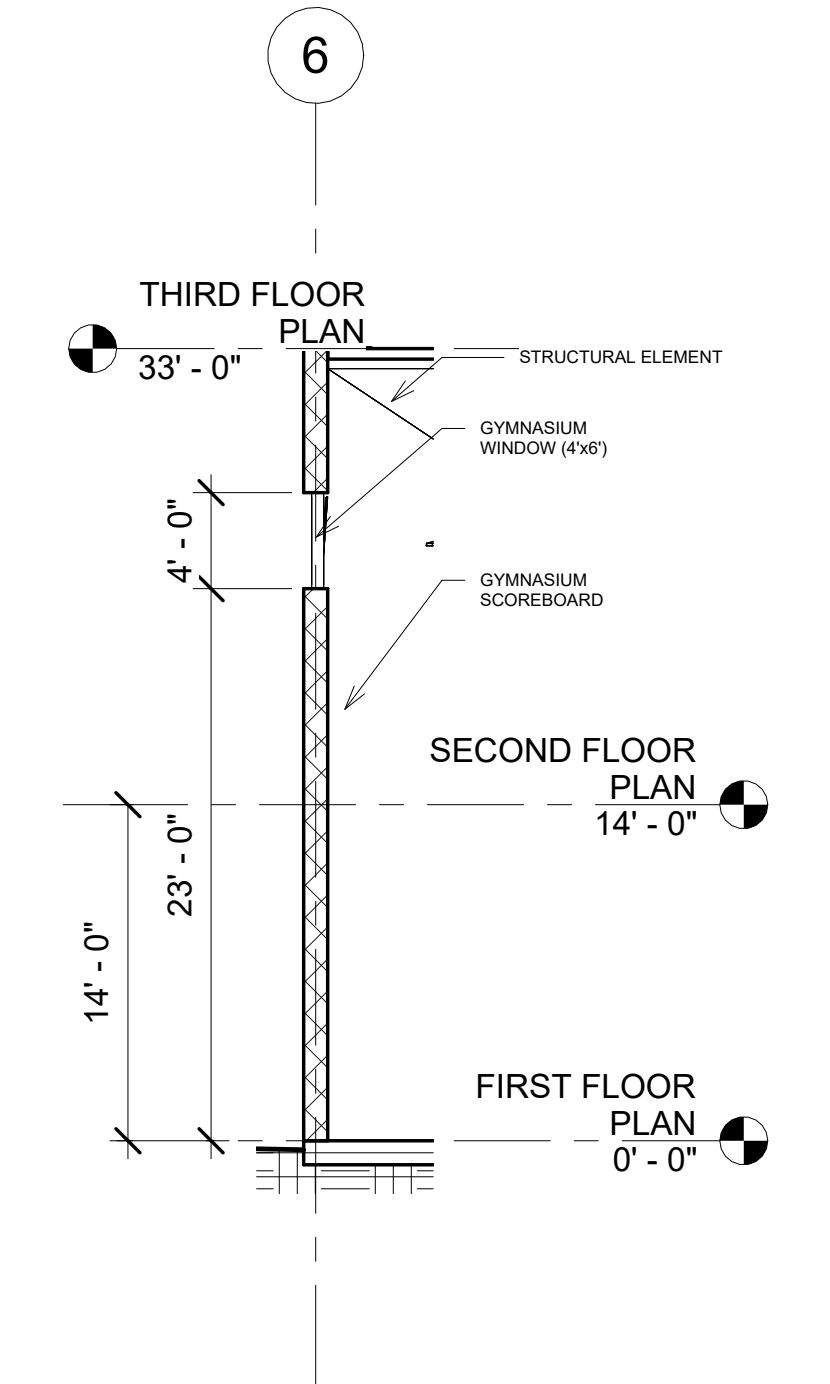 6
THIRD FLOOR
PLAN
33' - 0"
STRUCTURAL ELEMENT
GYMNASIUM
WINDOW (4'x6')
4' - 0"
GYMNASIUM
SCOREBOARD
SECOND FLOOR
PLAN
14' - 0"
23' - 0"
14' - 0"
FIRST FLOOR
PLAN
0' - 0"